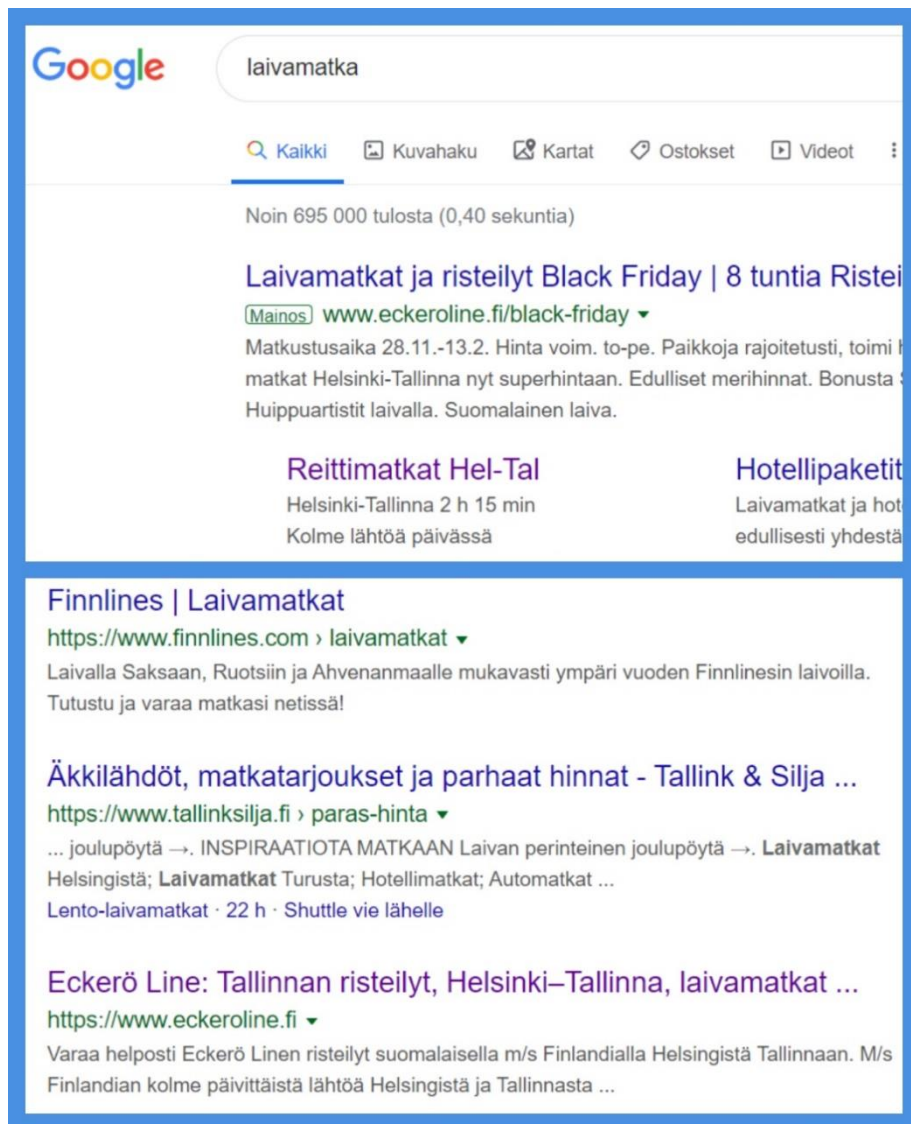 Google laivamatka
Kaikki Kuvahaku Kartat Ostokset Videot
Noin 695 000 tulosta (0,40 sekuntia)
Laivamatkat ja risteilyt Black Friday | 8 tuntia Ristei
Mainos www.eckeroline.fi/black-friday
Matkustusaika 28.11.-13.2. Hinta voim. to-pe. Paikkoja rajoitetusti, toimi
matkat Helsinki-Tallinna nyt superhintaan. Edulliset merihinnat. Bonusta
Huippuartistit laivalla. Suomalainen laiva.
Reittimatkat Hel-Tal
Helsinki-Tallinna 2 h 15 min
Kolme lähtöä päivässä
Hotellipaketit
Laivamatkat ja hot
edullisesti yhdestä
Finnlines | Laivamatkat
https://www.finnlines.com › laivamatkat
Laivalla Saksaan, Ruotsiin ja Ahvenanmaalle mukavasti ympäri vuoden Finnlinesin laivoilla.
Tutustu ja varaa matkasi netissä!
Äkkilähdöt, matkatarjoukset ja parhaat hinnat - Tallink & Silja ...
https://www.tallinksilja.fi › paras-hinta
... joulupöytä →. INSPIRAATIOTA MATKAAN Laivan perinteinen joulupöytä →. Laivamatkat
Helsingistä; Laivamatkat Turusta; Hotellimatkat; Automatkat ...
Lento-laivamatkat · 22 h · Shuttle vie lähelle
Eckerö Line: Tallinnan risteilyt, Helsinki–Tallinna, laivamatkat ...
https://www.eckeroline.fi
Varaa helposti Eckerö Linen risteilyt suomalaisella m/s Finlandialla Helsingistä Tallinnaan. M/s
Finlandian kolme päivittäistä lähtöä Helsingistä ja Tallinnasta ...